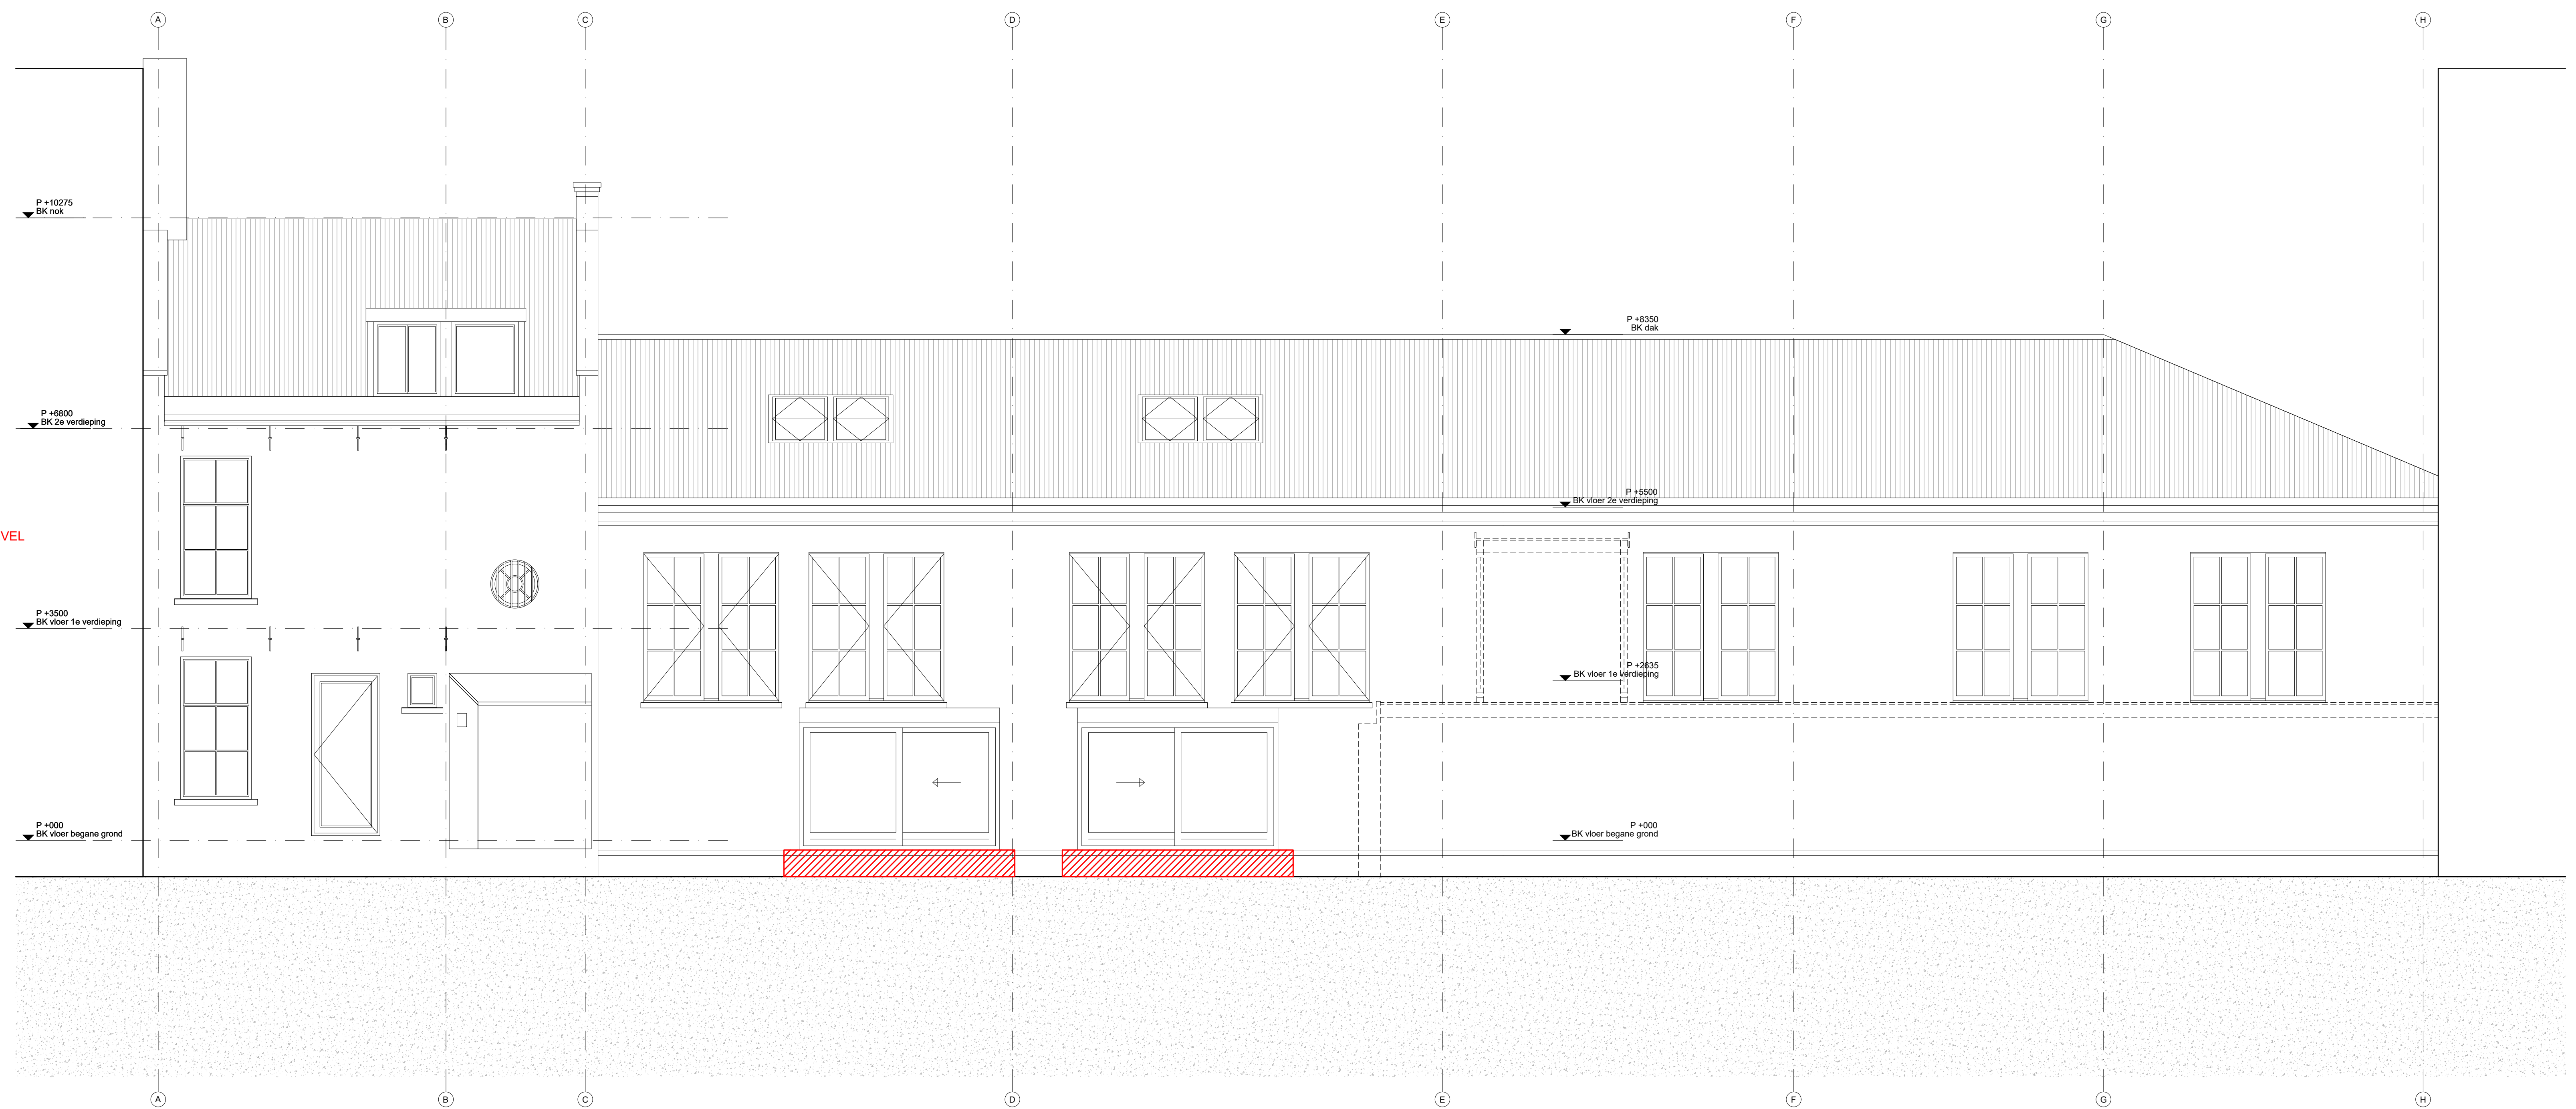 A B C D E F G H
P +10275
BK nok
P +8350
BK dak
P +6800
BK 2e verdieping
P +5500
BK vloer 2e verdieping
VEL
P +3500
BK vloer 1e verdieping
P +2635
BK vloer 1e verdieping
P +000
BK vloer begane grond
P +000
BK vloer begane grond
A B C D E F G H